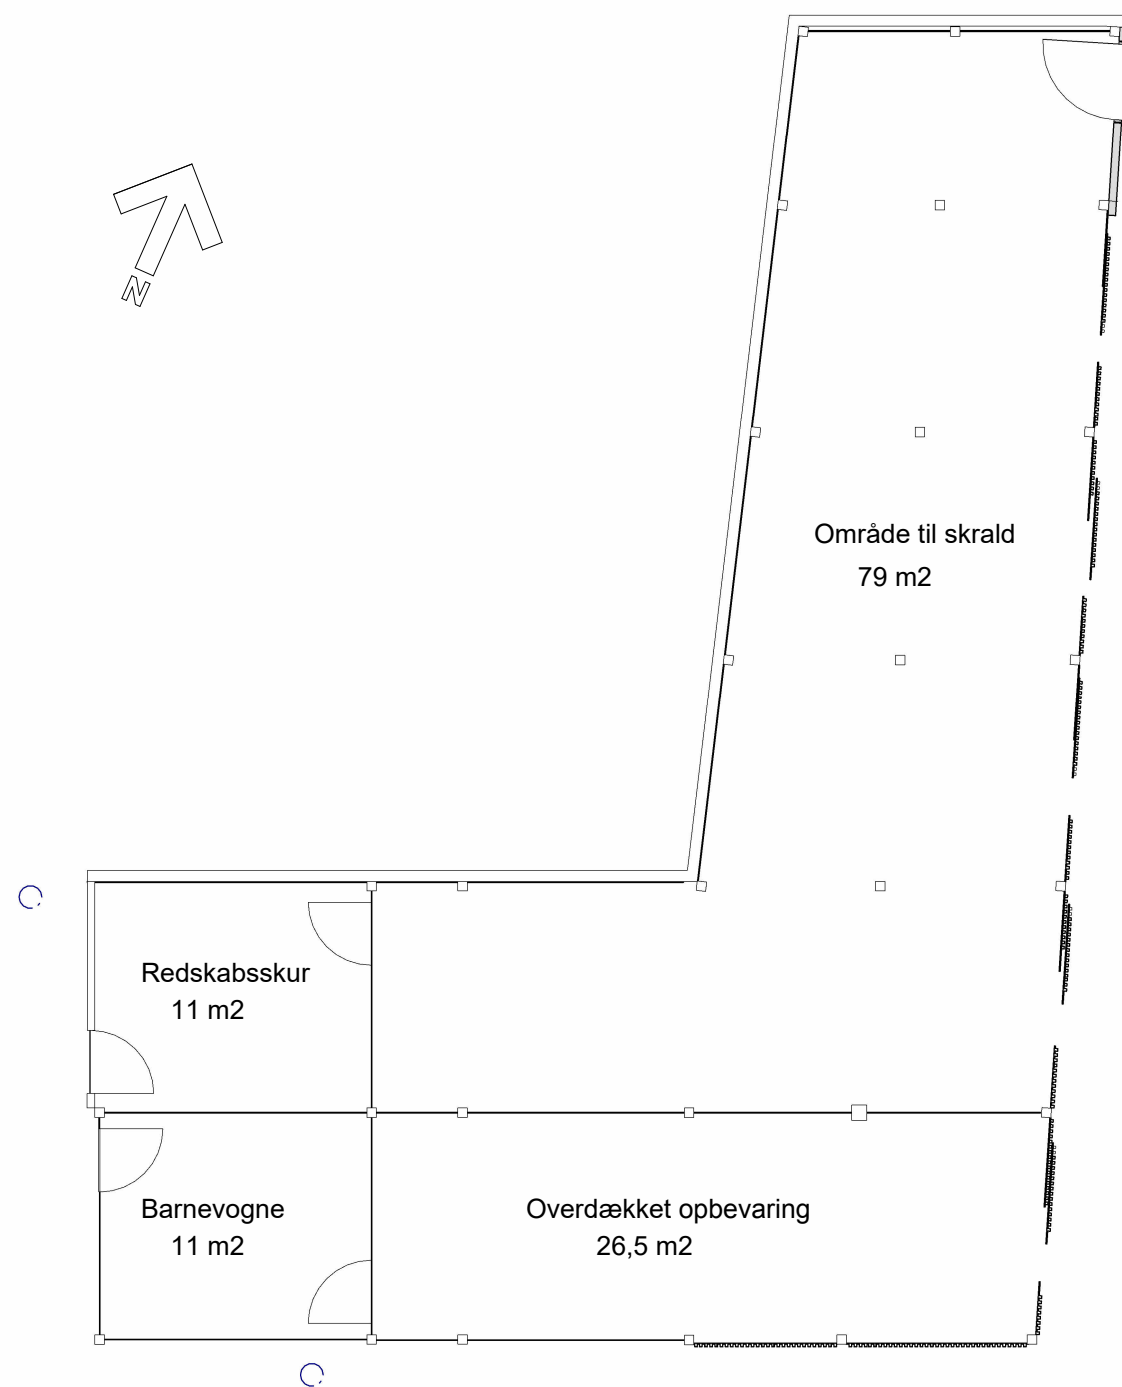 N
Område til skrald
79 m2
Redskabsskur
11 m2
Barnevogne
11 m2
Overdækket opbevaring
26,5 m2